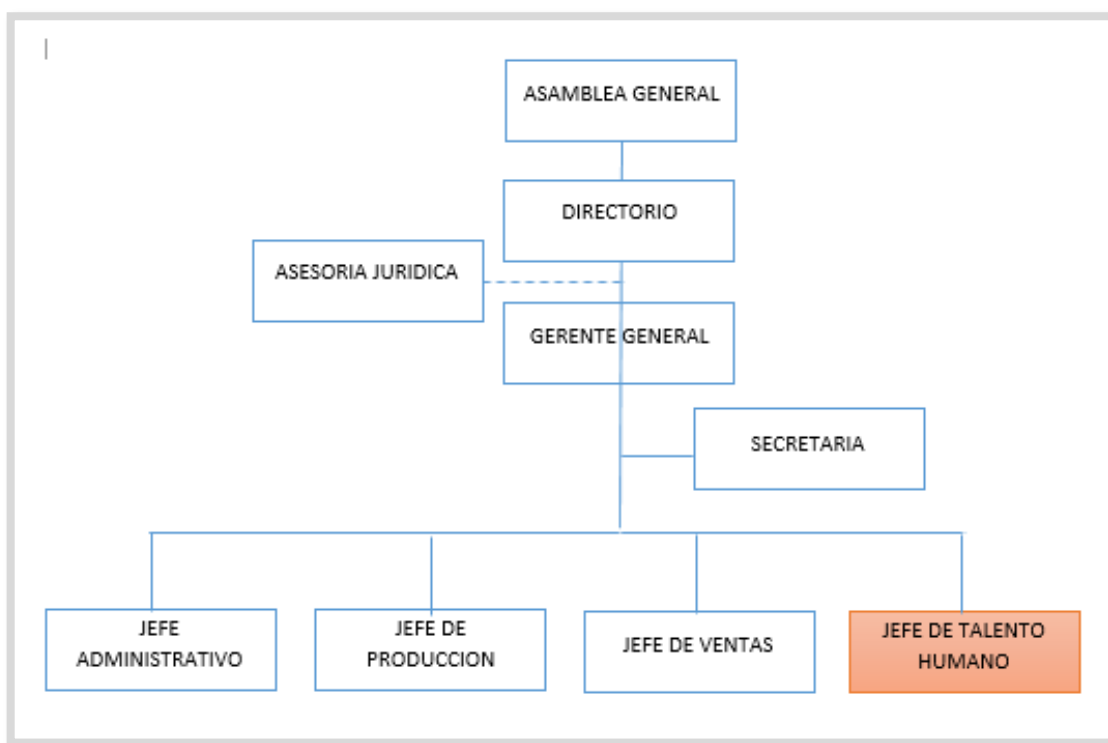 ASAMBLEA GENERAL
DIRECTORIO
ASESORIA JURIDICA
GERENTE GENERAL
SECRETARIA
JEFE
ADMINISTRATIVO
JEFE DE
PRODUCCION
JEFE DE VENTAS
JEFE DE TALENTO
HUMANO